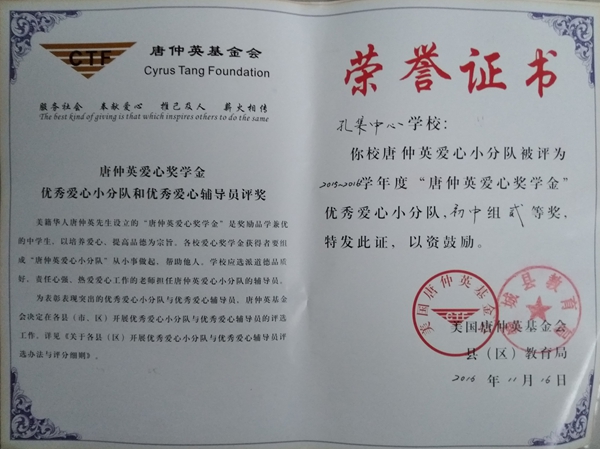 CTF
唐仲英基金会
Cyrus Tang Foundation
服务社会 奉献爱心 推己及人 薪火相传
The best kind of giving is that which inspires others to do the same
唐仲英爱心奖学金
优秀爱心小分队和优秀爱心辅导员评奖
美籍华人唐仲英先生设立的“唐仲英爱心奖学金”是奖励品学兼优
的中学生，以培养爱心、提高品德为宗旨。各校爱心奖学金获得者要组
成“唐仲英爱心小分队”从小事做起、帮助他人。学校应选派道德品质
好、责任心强、热爱爱心工作的老师担任唐仲英爱心小分队的辅导员。
为表彰表现突出的优秀爱心小分队与优秀爱心辅导员，唐仲英基金
会决定在各县（市、区）开展优秀爱心小分队与优秀爱心辅导员的评选
工作。详见《关于各县（区）开展优秀爱心小分队与优秀爱心辅导员评
选办法与评分细则》。
荣誉证书
孔集中心学校：
你校唐仲英爱心小分队被评为
2015-2016学年度“唐仲英爱心奖学金”
优秀爱心小分队，初中组贰等奖，
特发此证，以资鼓励。
美国唐仲英基金会
城县教育局
美国唐仲英基金会
县（区）教育局
2016年11月16日